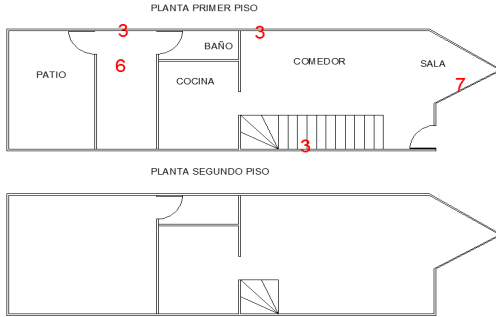 PLANTA PRIMER PISO
3 3
BAÑO
COMEDOR SALA
6
PATIO COCINA
7
3
PLANTA SEGUNDO PISO